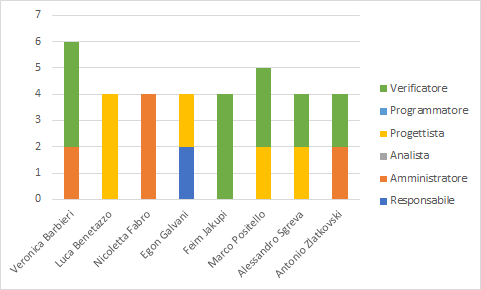 7
6
5
4
3
2
1
0
Veronica Barbieri
Luca Benetazzo
Nicoletta Fabro
Egon Galvani
Feim Jakupi
Marco Positello
Alessandro Sgreva
Antonio Zlatkovski
Verificatore
Programmatore
Progettista
Analista
Amministratore
Responsabile